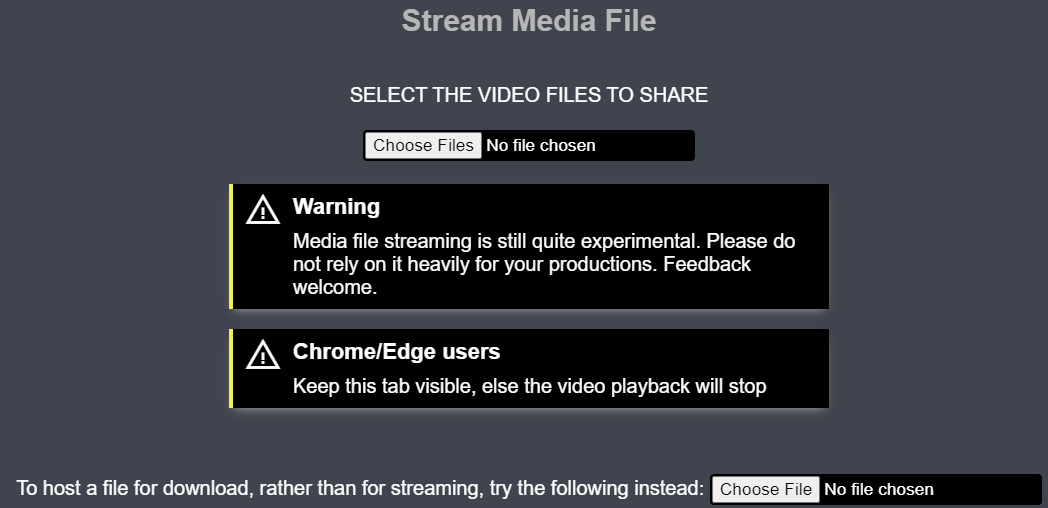 Stream Media File
SELECT THE VIDEO FILES TO SHARE
Choose Files No file chosen
Warning
Media file streaming is still quite experimental. Please do
not rely on it heavily for your productions. Feedback
welcome.
Chrome/Edge users
Keep this tab visible, else the video playback will stop
To host a file for download, rather than for streaming, try the following instead: Choose File No file chosen